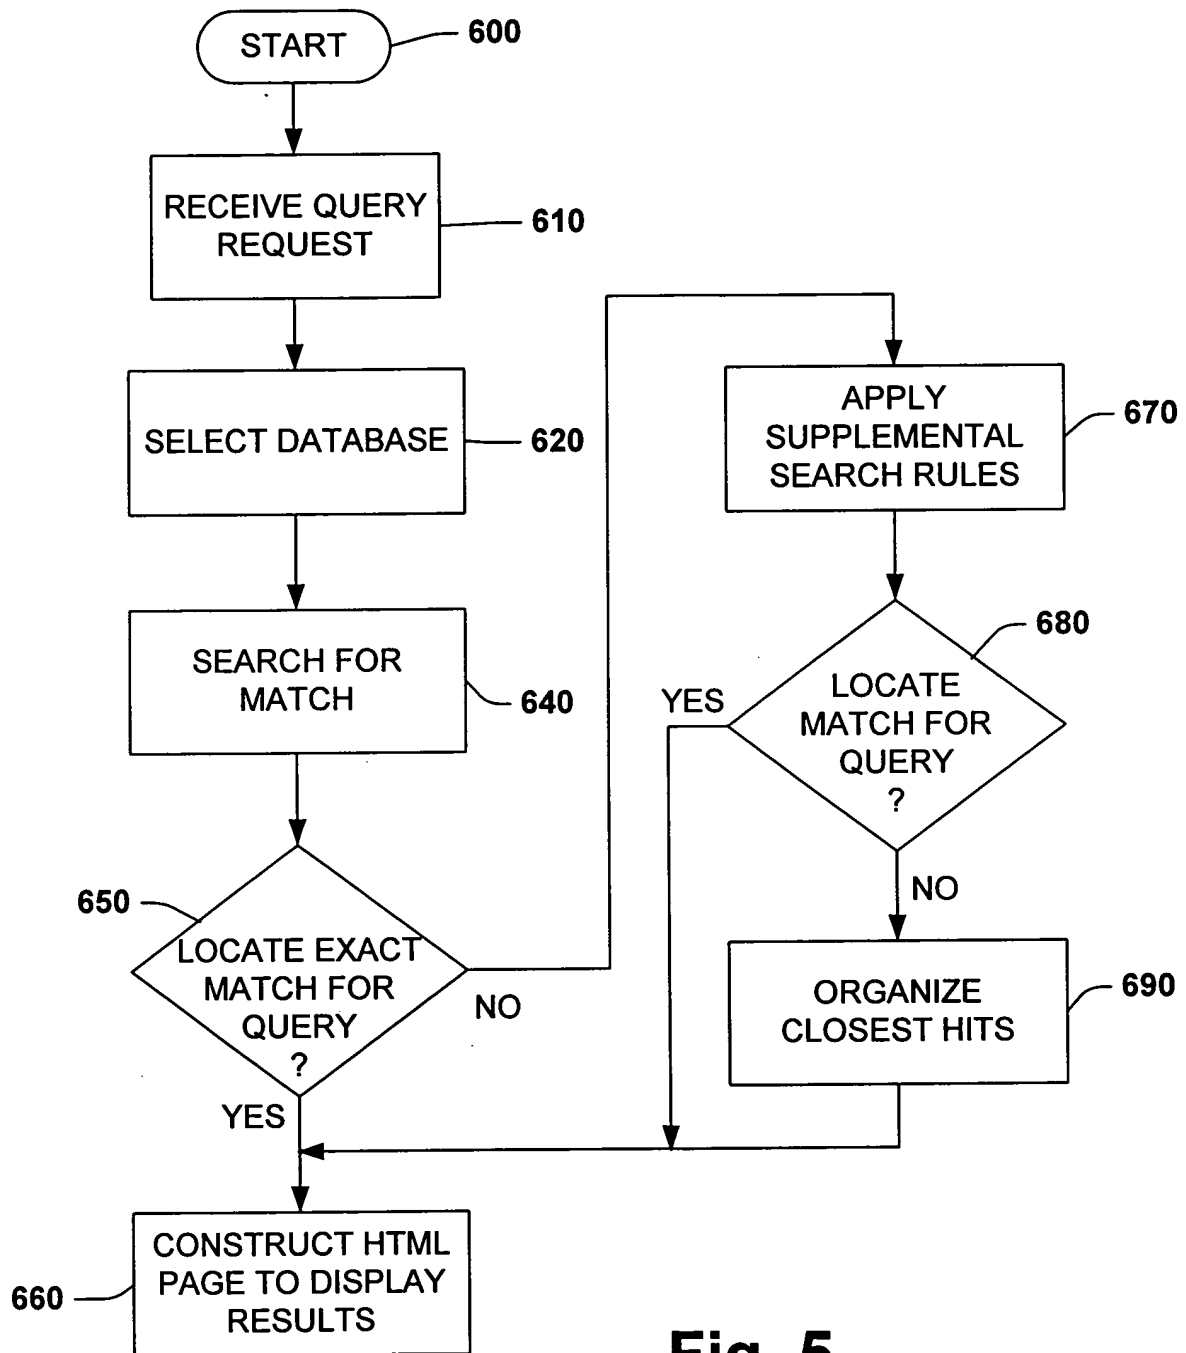 START
600
RECEIVE QUERY
REQUEST
610
SELECT DATABASE
620
SEARCH FOR
MATCH
640
650
LOCATE EXACT
MATCH FOR
QUERY
?
NO
YES
660
CONSTRUCT HTML
PAGE TO DISPLAY
RESULTS
APPLY
SUPPLEMENTAL
SEARCH RULES
670
680
LOCATE
MATCH FOR
QUERY
?
YES
NO
ORGANIZE
CLOSEST HITS
690
Fig. 5